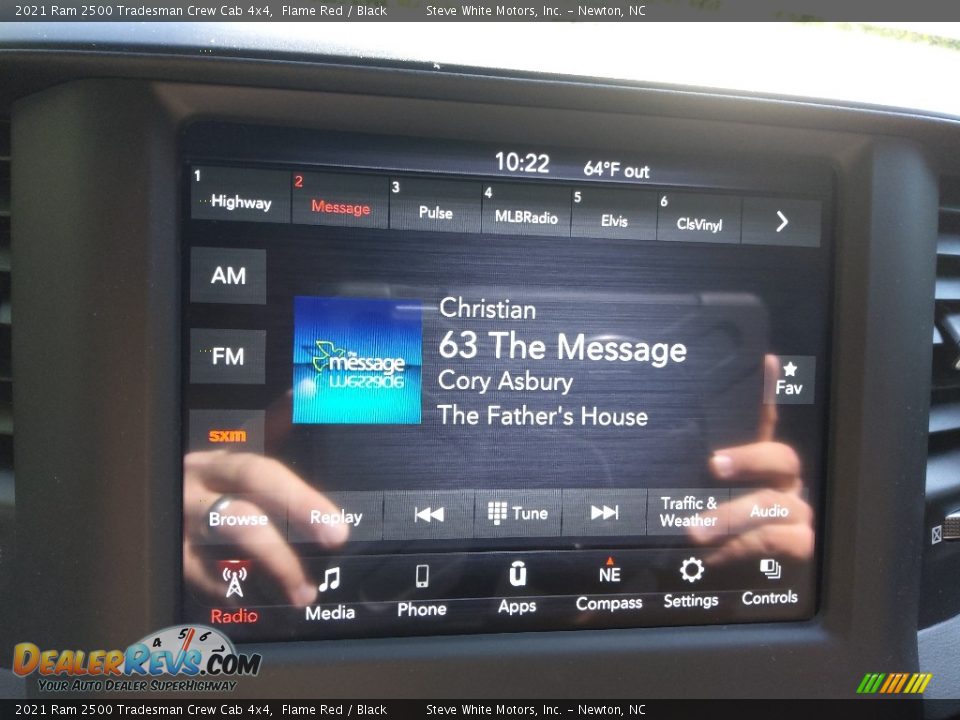 2021 Ram 2500 Tradesman Crew Cab 4x4, Flame Red / Black Steve White Motors, Inc. – Newton, NC
10:22 64°F out
1 Highway 2 Message 3 Pulse 4 MLBRadio 5 Elvis 6 ClsVinyl
AM
FM
sxm
the message
Christian
63 The Message
Cory Asbury
The Father's House
Fav
Browse Replay Tune Traffic & Weather Audio
NE
Radio Media Phone Apps Compass Settings Controls
4 5 6
DEALERREVS.COM
YOUR AUTO DEALER SUPERHIGHWAY
2021 Ram 2500 Tradesman Crew Cab 4x4, Flame Red / Black Steve White Motors, Inc. – Newton, NC